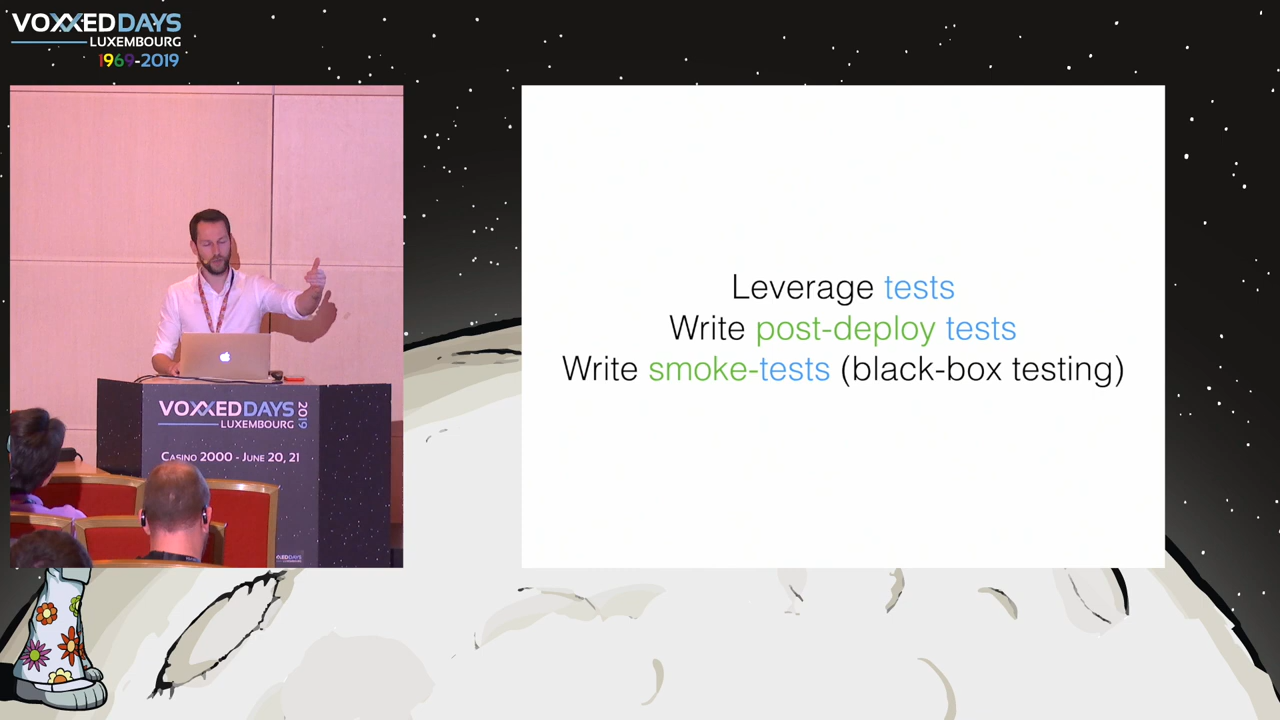 VOXXEDDAYS
LUXEMBOURG
1969-2019
Leverage tests
Write post-deploy tests
Write smoke-tests (black-box testing)
VOXXEDDAYS 2019
LUXEMBOURG
CASINO 2000 - JUNE 20, 21